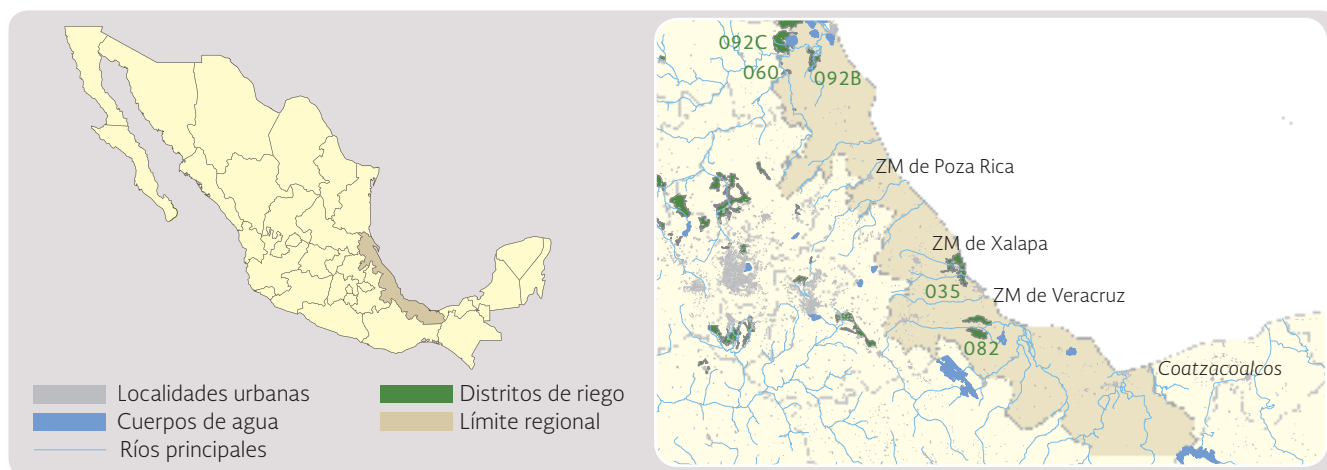 Localidades urbanas
Cuerpos de agua
Ríos principales
Distritos de riego
Límite regional
092C
060
092B
ZM de Poza Rica
ZM de Xalapa
035
ZM de Veracruz
082
Coatzacoalcos